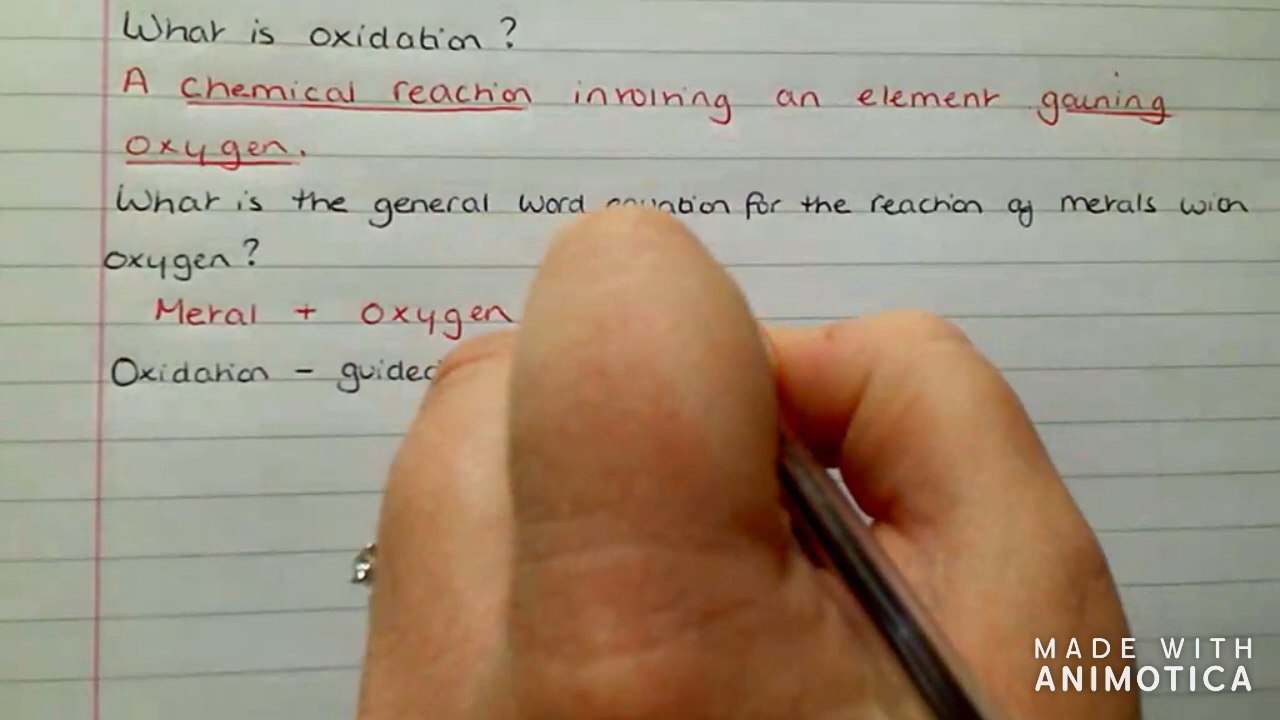 What is oxidation?
A chemical reaction involving an element gaining
oxygen.
What is the general word equation for the reaction of metals with
oxygen?
Metal + Oxygen
Oxidation - guided
MADE WITH
ANIMOTICA